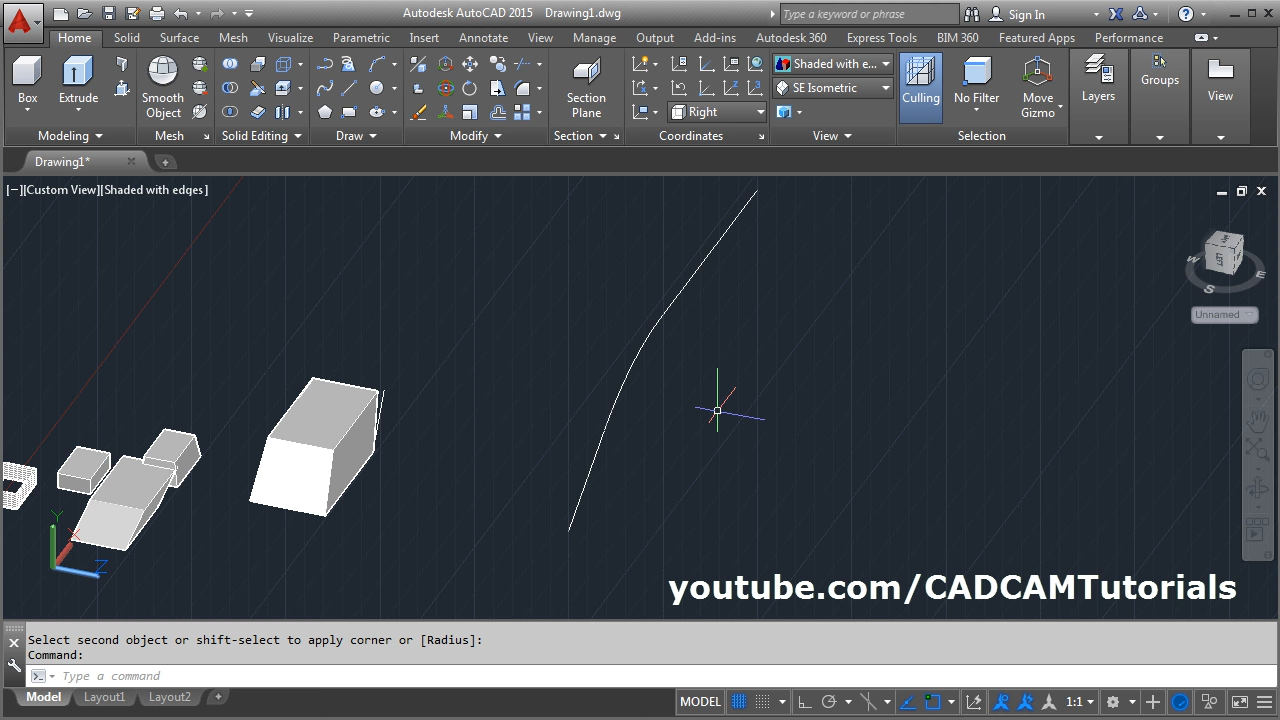 Autodesk AutoCAD 2015 Drawing1.dwg
Type a keyword or phrase
Sign In
Home Solid Surface Mesh Visualize Parametric Insert Annotate View Manage Output Add-ins Autodesk 360 Express Tools BIM 360 Featured Apps Performance
Shaded with e...
SE Isometric
Right
Box
Extrude
Smooth
Object
Section
Plane
Culling
No Filter
Move
Gizmo
Layers
Groups
View
Modeling
Mesh
Solid Editing
Draw
Modify
Section
Coordinates
View
Selection
Drawing1*
[−][Custom View][Shaded with edges]
W
LEFT
E
S
Unnamed
Y
X
Z
youtube.com/CADCAMTutorials
Select second object or shift-select to apply corner or [Radius]:
Command:
Type a command
Model Layout1 Layout2
MODEL
1:1